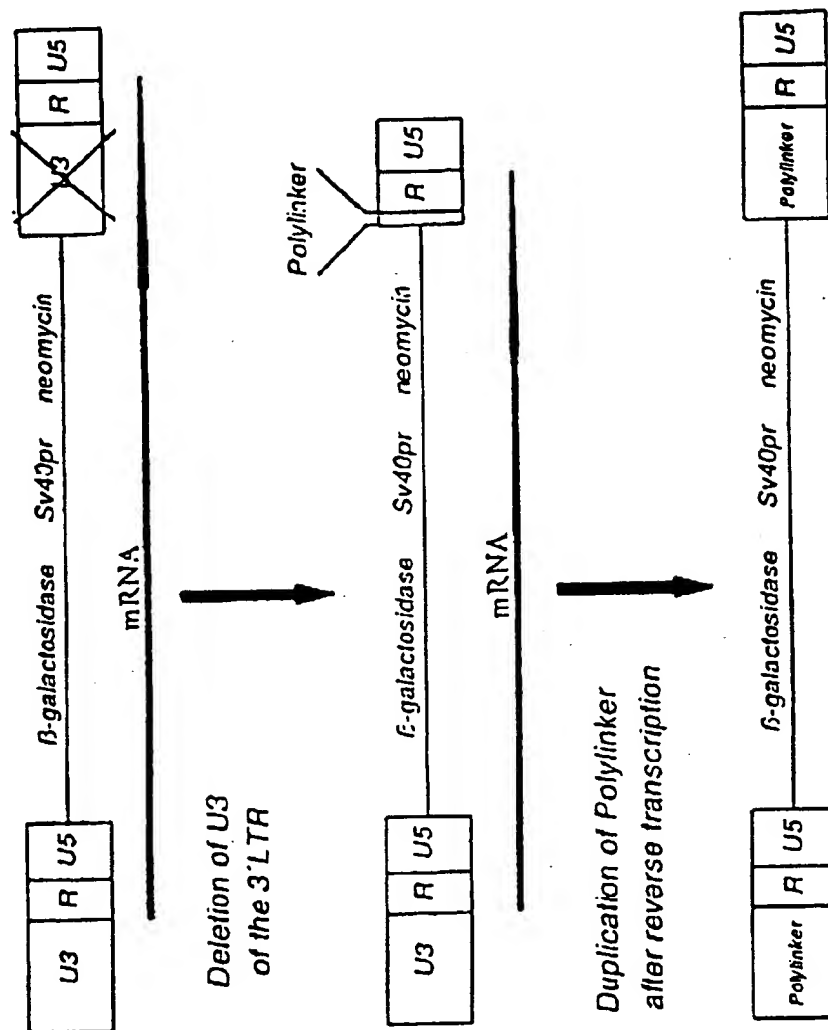 U3 R U5 ß-galactosidase Sv40pr neomycin U3 R U5
mRNA
Deletion of U3
of the 3'LTR
Polylinker
U3 R U5 ß-galactosidase Sv40pr neomycin R U5
mRNA
Duplication of Polylinker
after reverse transcription
Polylinker R U5 ß-galactosidase Sv40pr neomycin Polylinker R U5